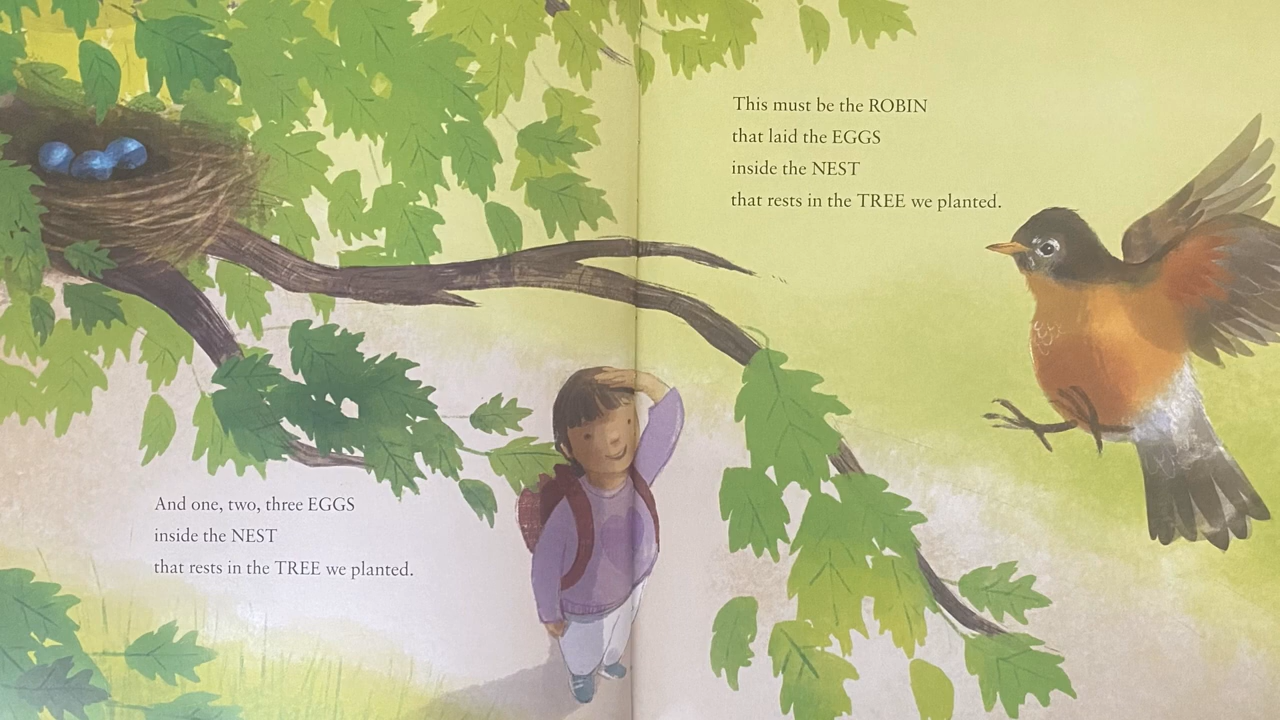 And one, two, three EGGS
inside the NEST
that rests in the TREE we planted.
This must be the ROBIN
that laid the EGGS
inside the NEST
that rests in the TREE we planted.